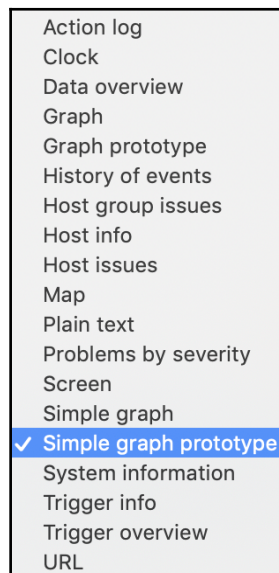 Action log
Clock
Data overview
Graph
Graph prototype
History of events
Host group issues
Host info
Host issues
Map
Plain text
Problems by severity
Screen
Simple graph
✓ Simple graph prototype
System information
Trigger info
Trigger overview
URL